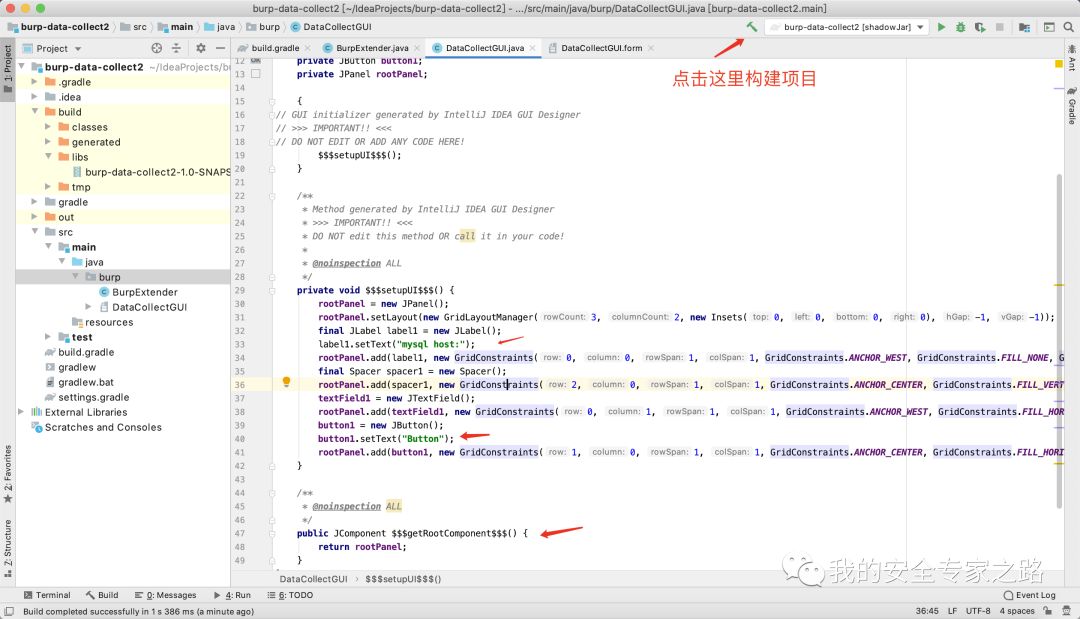 burp-data-collect2 [~/IdeaProjects/burp-data-collect2] - .../src/main/java/burp/DataCollectGUI.java [burp-data-collect2.main]
burp-data-collect2 src main java burp DataCollectGUI burp-data-collect2 [shadowJar]
Project build.gradle BurpExtender.java DataCollectGUI.java DataCollectGUI.form
点击这里构建项目
1: Project
Ant
Gradle
2: Favorites
7: Structure
burp-data-collect2 ~/IdeaProjects/bu
.gradle
.idea
build
classes
generated
libs
burp-data-collect2-1.0-SNAPS
tmp
gradle
out
src
main
java
burp
BurpExtender
DataCollectGUI
resources
test
build.gradle
gradlew
gradlew.bat
settings.gradle
External Libraries
Scratches and Consoles
12 private JButton button1;
13 private JPanel rootPanel;
14
15 {
16 // GUI initializer generated by IntelliJ IDEA GUI Designer
17 // >>> IMPORTANT!! <<<
18 // DO NOT EDIT OR ADD ANY CODE HERE!
19 $$$setupUI$$$();
20 }
21
22 /**
23 * Method generated by IntelliJ IDEA GUI Designer
24 * >>> IMPORTANT!! <<<
25 * DO NOT edit this method OR call it in your code!
26 *
27 * @noinspection ALL
28 */
29 private void $$$setupUI$$$() {
30 rootPanel = new JPanel();
31 rootPanel.setLayout(new GridLayoutManager( rowCount: 3, columnCount: 2, new Insets( top: 0, left: 0, bottom: 0, right: 0), hGap: -1, vGap: -1));
32 final JLabel label1 = new JLabel();
33 label1.setText("mysql host:");
34 rootPanel.add(label1, new GridConstraints( row: 0, column: 0, rowSpan: 1, colSpan: 1, GridConstraints.ANCHOR_WEST, GridConstraints.FILL_NONE, G
35 final Spacer spacer1 = new Spacer();
36 rootPanel.add(spacer1, new GridConstraints( row: 2, column: 0, rowSpan: 1, colSpan: 1, GridConstraints.ANCHOR_CENTER, GridConstraints.FILL_VERT
37 textField1 = new JTextField();
38 rootPanel.add(textField1, new GridConstraints( row: 0, column: 1, rowSpan: 1, colSpan: 1, GridConstraints.ANCHOR_WEST, GridConstraints.FILL_HOR
39 button1 = new JButton();
40 button1.setText("Button");
41 rootPanel.add(button1, new GridConstraints( row: 1, column: 0, rowSpan: 1, colSpan: 1, GridConstraints.ANCHOR_CENTER, GridConstraints.FILL_HORI
42 }
43
44 /**
45 * @noinspection ALL
46 */
47 public JComponent $$$getRootComponent$$$() {
48 return rootPanel;
49 }
我的安全专家之路
DataCollectGUI › $$$setupUI$$$()
Terminal Build 0: Messages 4: Run 6: TODO Event Log
Build completed successfully in 1 s 386 ms (a minute ago) 36:45 LF UTF-8 4 spaces